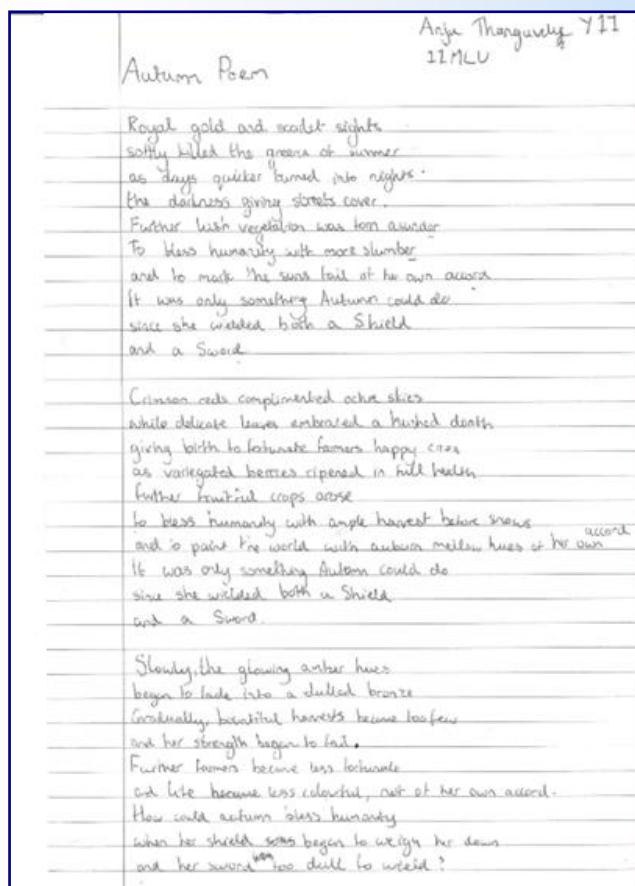 Anju Thanguvelu Y11
11MLU
Autumn Poem
Royal gold and scarlet sights
softly killed the greens of summer
as days quicker turned into nights.
the darkness giving streets cover.
Further lush vegetation was torn asunder
To bless humanity with more slumber
and to mark the suns fail of her own accord
It was only something Autumn could do
since she wielded both a Shield
and a Sword
Crimson reds complimented ochre skies
while delicate leaves embraced a hushed death
giving birth to fortunate farmers happy cries
as variegated berries ripened in full health
further fruitful crops arose
to bless humanity with ample harvest before snows
and to paint the world with auburn mellow hues of her own accord
It was only something Autumn could do
since she wielded both a Shield
and a Sword.
Slowly, the glowing amber hues
began to fade into a dulled bronze
Gradually, bountiful harvests became too few
and her strength began to fail.
Further farmers became less fortunate
and life became less colourful, not of her own accord.
How could autumn bless humanity
when her shield began to weigh her down
and her sword was too dull to wield?